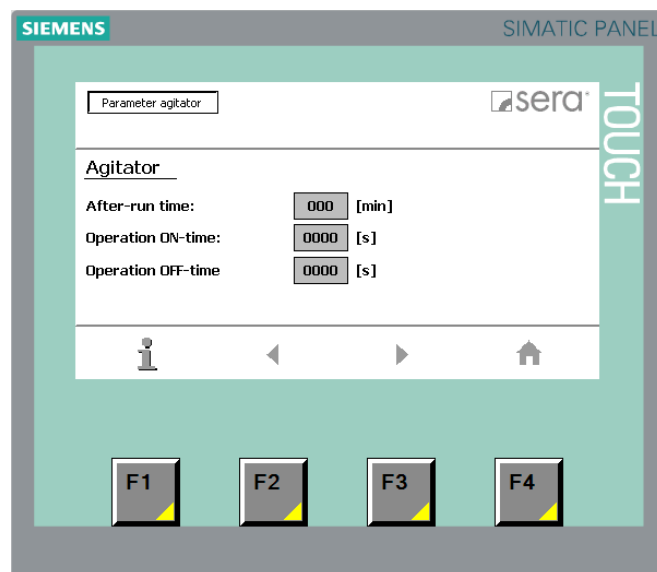 SIEMENS
SIMATIC PANEL
TOUCH
Parameter agitator
sera
Agitator
After-run time: 000 [min]
Operation ON-time: 0000 [s]
Operation OFF-time 0000 [s]
F1 F2 F3 F4